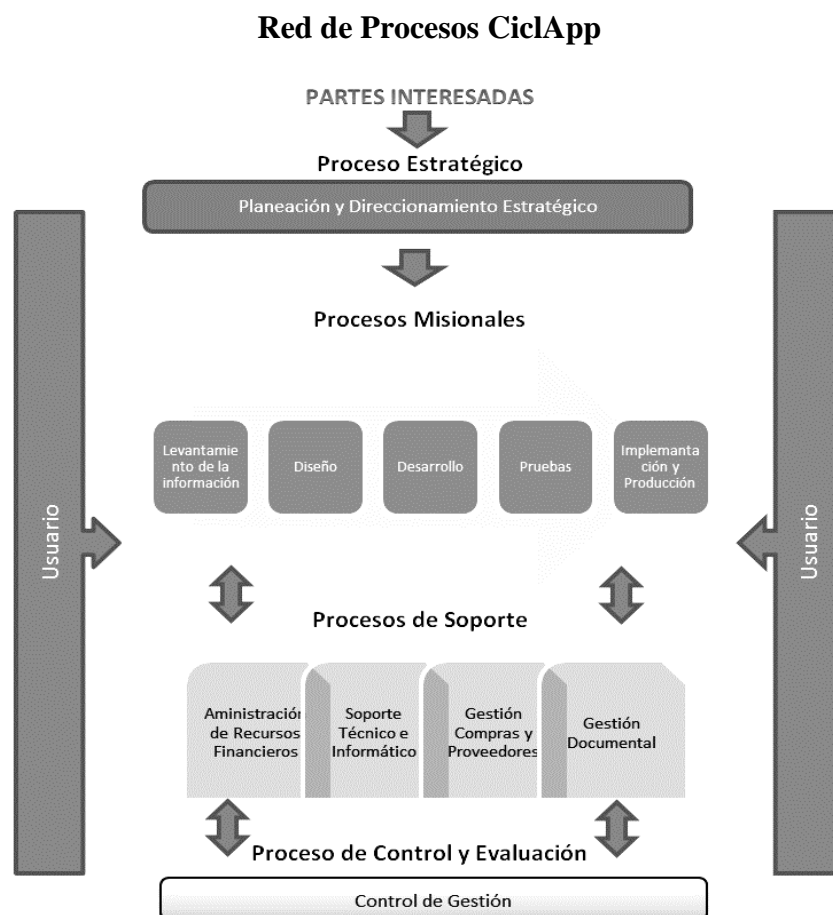 Red de Procesos CiclApp
PARTES INTERESADAS
Proceso Estratégico
Planeación y Direccionamiento Estratégico
Procesos Misionales
Levantamie
nto de la
información
Diseño
Desarrollo
Pruebas
Implemanta
ción y
Producción
Usuario
Usuario
Procesos de Soporte
Aministración
de Recursos
Financieros
Soporte
Técnico e
Informático
Gestión
Compras y
Proveedores
Gestión
Documental
Proceso de Control y Evaluación
Control de Gestión